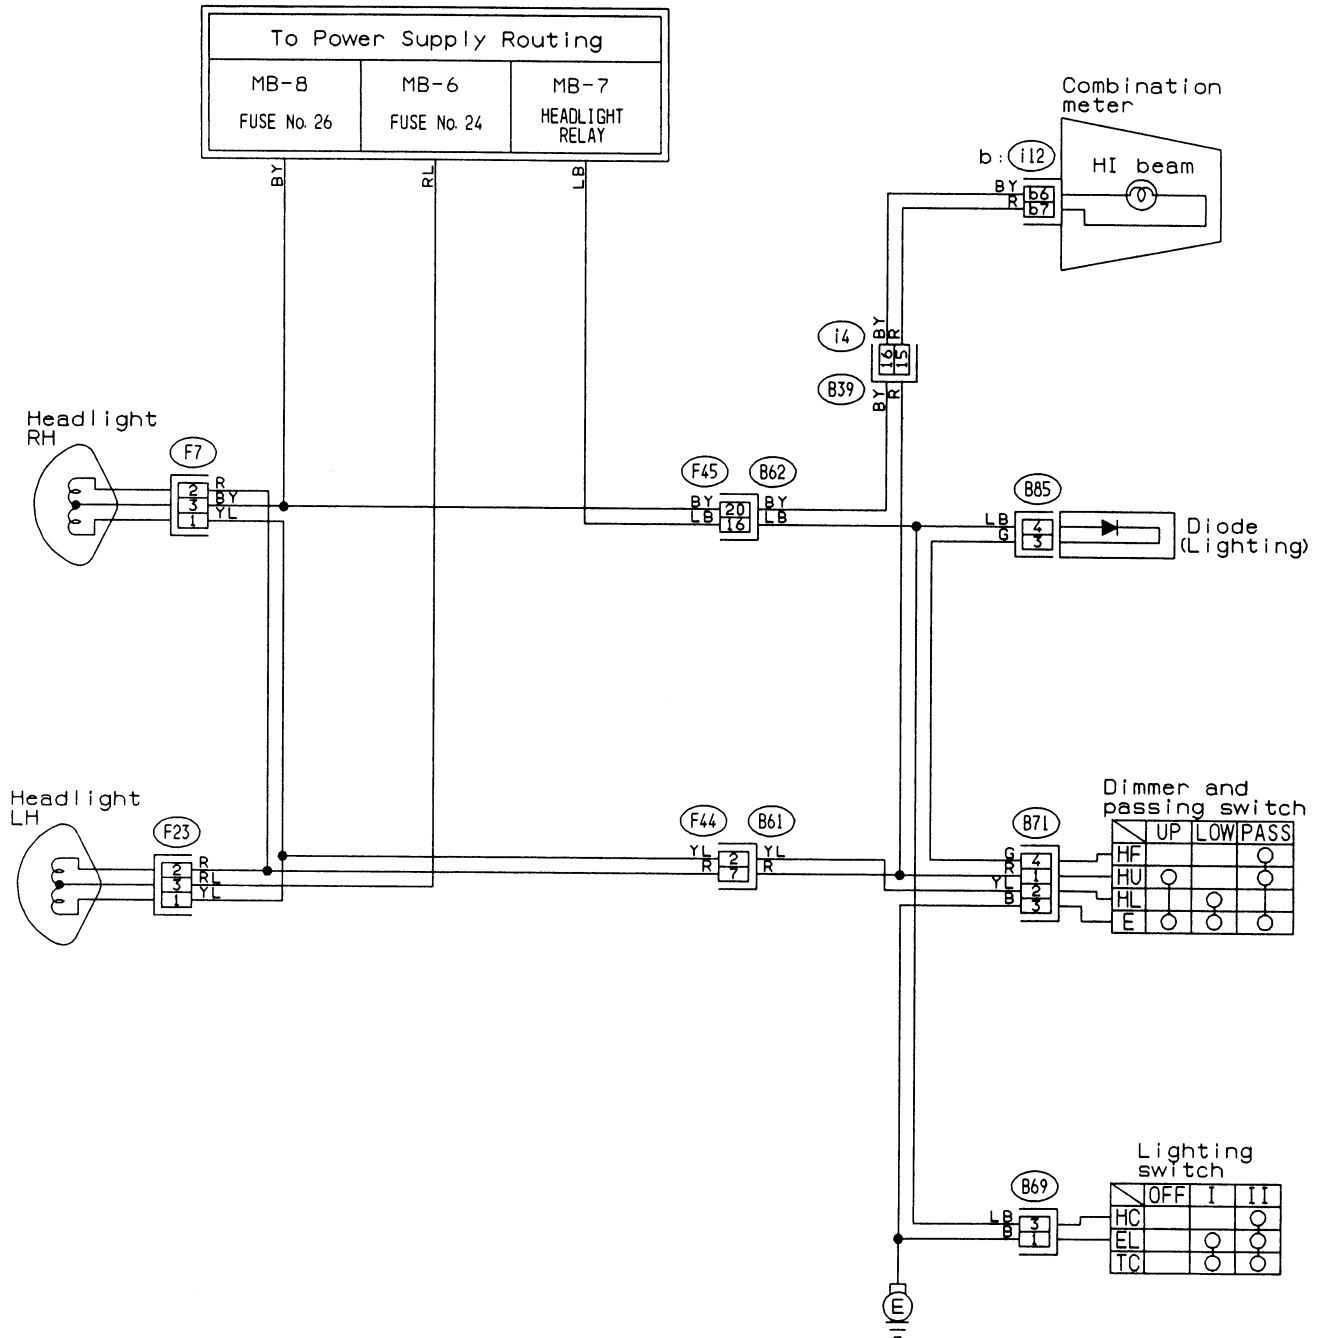 To Power Supply Routing
MB-8 MB-6 MB-7
FUSE No. 26 FUSE No. 24 HEADLIGHT
RELAY
BY RL LB
Combination
meter
b: i12 HI beam
BY b6
R b7
BY R
i4
16 15
B39
BY R
Headlight
RH
F7
R 2
BY 3
YL 1
F45 B62
BY 20 BY
LB 16 LB
B85
LB 4
G 3
Diode
(Lighting)
Headlight
LH
F23
R 2
RL 3
YL 1
F44 B61
YL 2 YL
R 7 R
Dimmer and
passing switch
B71
UP LOW PASS
G 4 HF
R 1 HU
YL 2 HL
B 3 E
Lighting
switch
B69
OFF I II
LB 3 HC
B 1 EL
TC
E